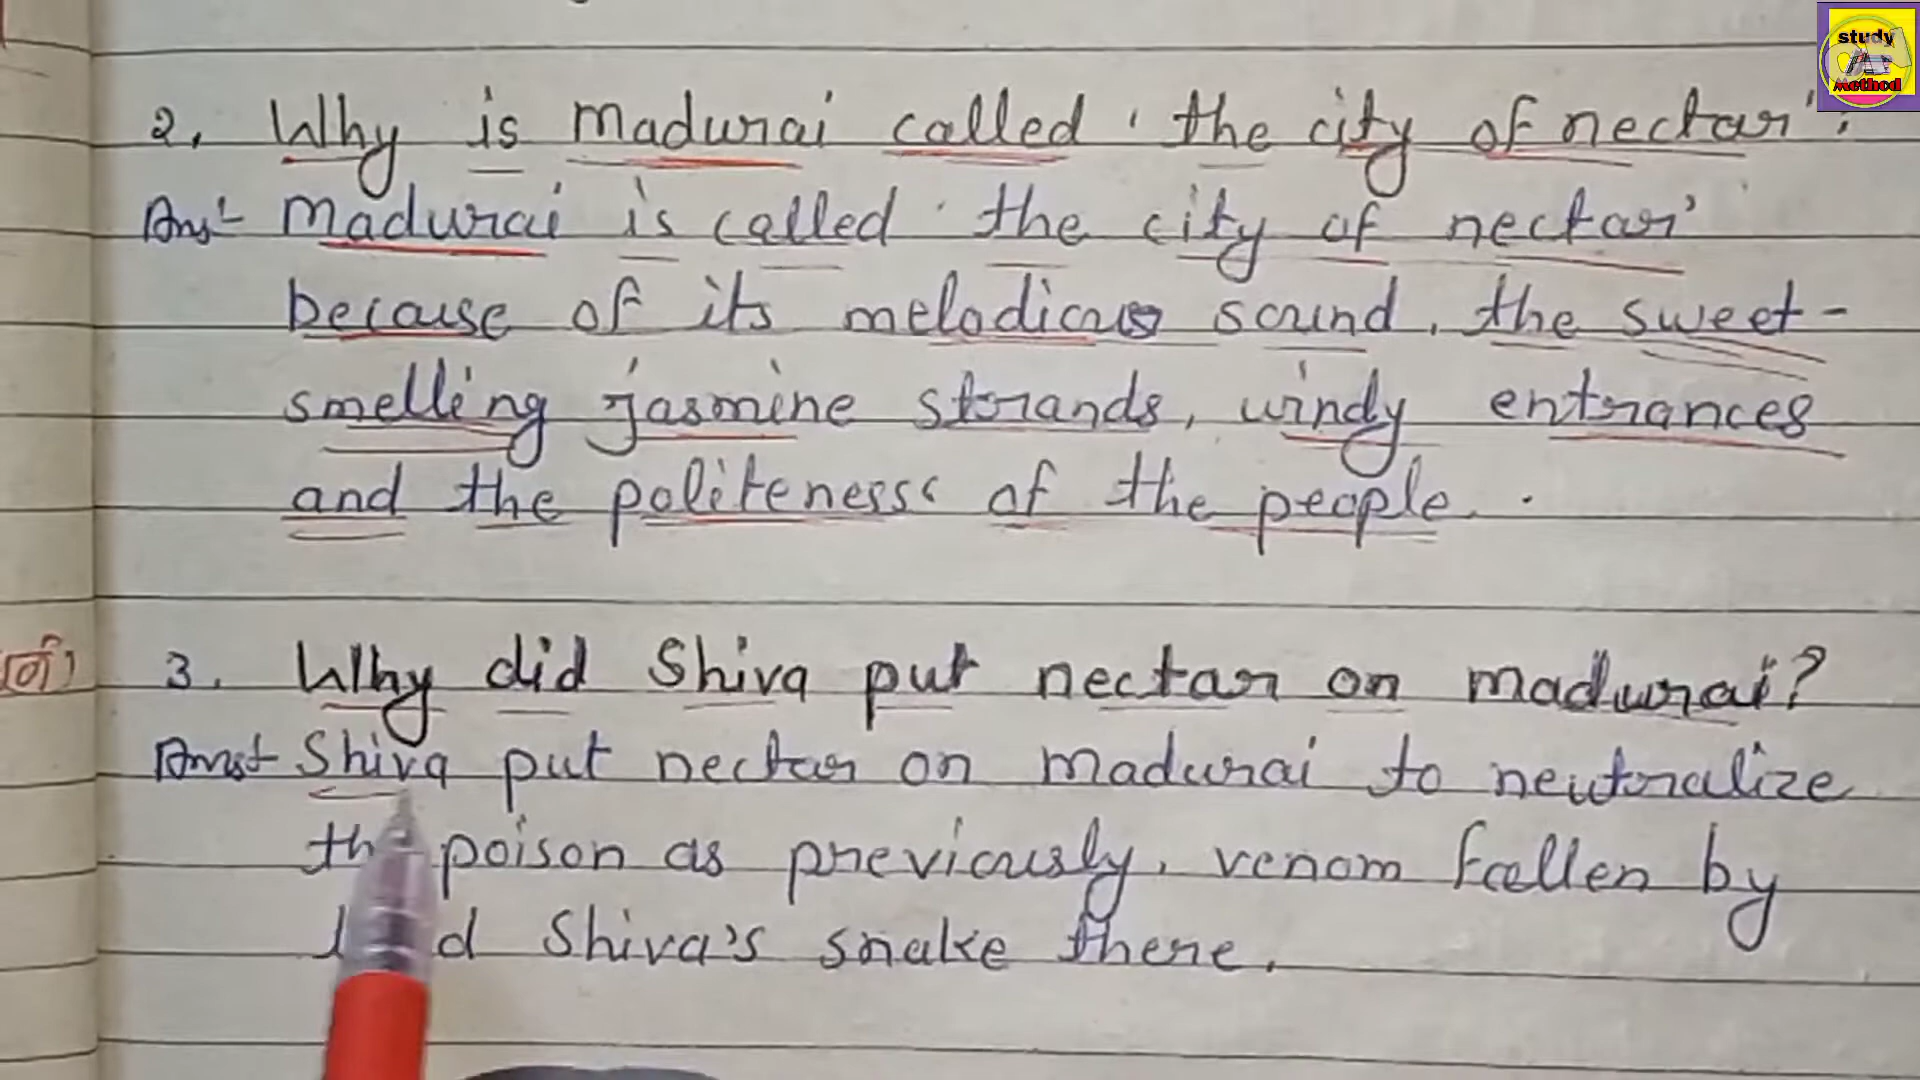 study
Method
2. Why is madurai called 'the city of nectar'.
Ans:- Madurai is called 'the city of nectar'
because of its melodious sound, the sweet-
smelling jasmine strands, windy entrances
and the politeness of the people.
3. Why did Shiva put nectar on madurai?
Ans:- Shiva put nectar on madurai to neutralize
poison as previously, venom fallen by
Shiva's snake there.